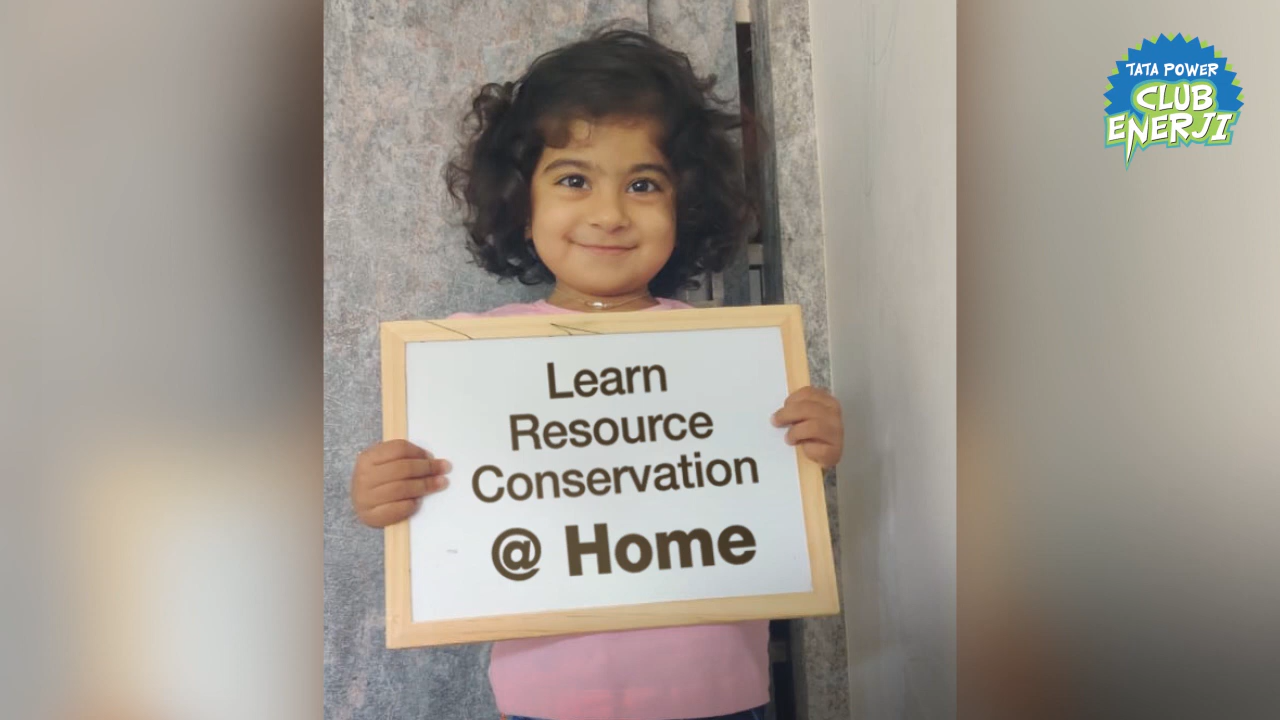 TATA POWER
CLUB
ENERJI
Learn
Resource
Conservation
@ Home